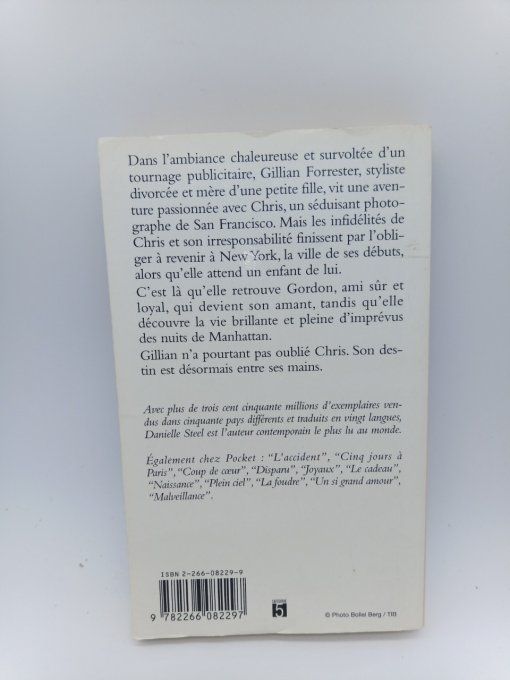 Dans l'ambiance chaleureuse et survoltée d'un
tournage publicitaire, Gillian Forrester, styliste
divorcée et mère d'une petite fille, vit une aven-
ture passionnée avec Chris, un séduisant photo-
graphe de San Francisco. Mais les infidélités de
Chris et son irresponsabilité finissent par l'obli-
ger à revenir à New York, la ville de ses débuts,
alors qu'elle attend un enfant de lui.
C'est là qu'elle retrouve Gordon, ami sûr et
loyal, qui devient son amant, tandis qu'elle
découvre la vie brillante et pleine d'imprévus
des nuits de Manhattan.
Gillian n'a pourtant pas oublié Chris. Son des-
tin est désormais entre ses mains.
Avec plus de trois cent cinquante millions d'exemplaires ven-
dus dans cinquante pays différents et traduits en vingt langues,
Danielle Steel est l'auteur contemporain le plus lu au monde.
Également chez Pocket : "L'accident", "Cinq jours à
Paris", "Coup de cœur", "Disparu", "Joyaux", "Le cadeau",
"Naissance", "Plein ciel", "La foudre", "Un si grand amour",
"Malveillance".
ISBN 2-266-08229-9
9 782266 082297
5
© Photo Bollel Berg / TIB